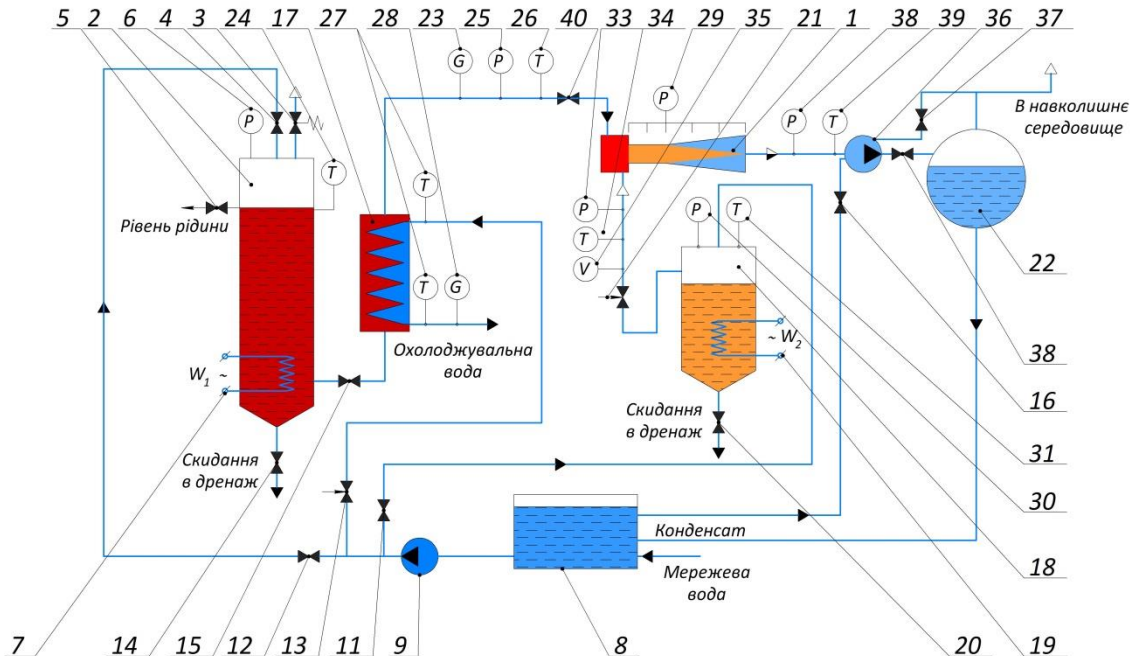 5 2 6 4 3 24 17 27 28 23 25 26 40 33 34 29 35 21 1 38 39 36 37
G P T
P
P
P T
В навколишнє
середовище
T
T
Рівень рідини
P
T
V
P T
22
T G
Охолоджувальна
вода
~ W2
38
W1 ~
16
Скидання
в дренаж
Скидання
в дренаж
31
30
Конденсат
18
Мережева
вода
7 14 15 12 13 11 9 8 20 19